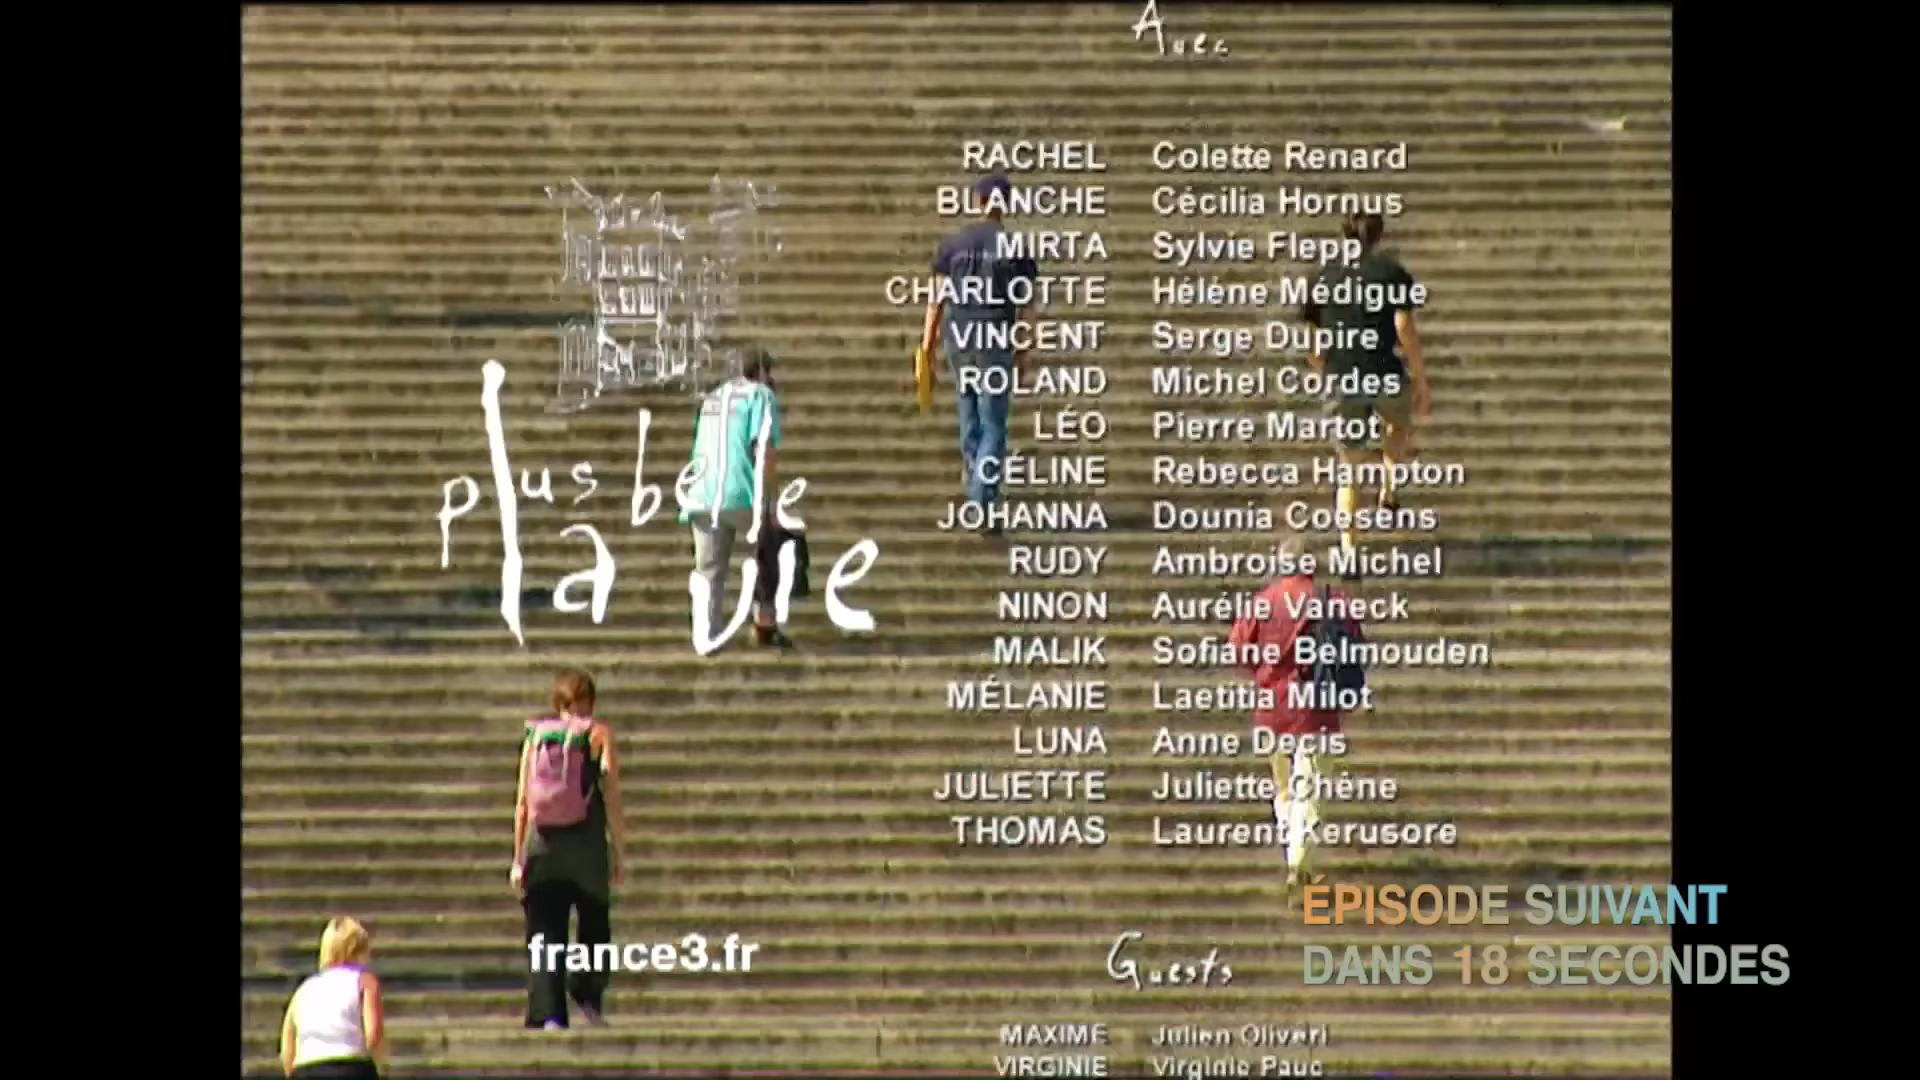 Avec
RACHEL Colette Renard
BLANCHE Cécilia Hornus
MIRTA Sylvie Flepp
CHARLOTTE Hélène Médigue
VINCENT Serge Dupire
ROLAND Michel Cordes
LÉO Pierre Martot
CÉLINE Rebecca Hampton
JOHANNA Dounia Coesens
RUDY Ambroise Michel
NINON Aurélie Vaneck
MALIK Sofiane Belmouden
MÉLANIE Laetitia Milot
LUNA Anne Decis
JULIETTE Juliette Chêne
THOMAS Laurent Kerusore
plus belle
la vie
france3.fr
Guests
MAXIME Julien Oliveri
VIRGINIE Virginie Pauc
ÉPISODE SUIVANT
DANS 18 SECONDES